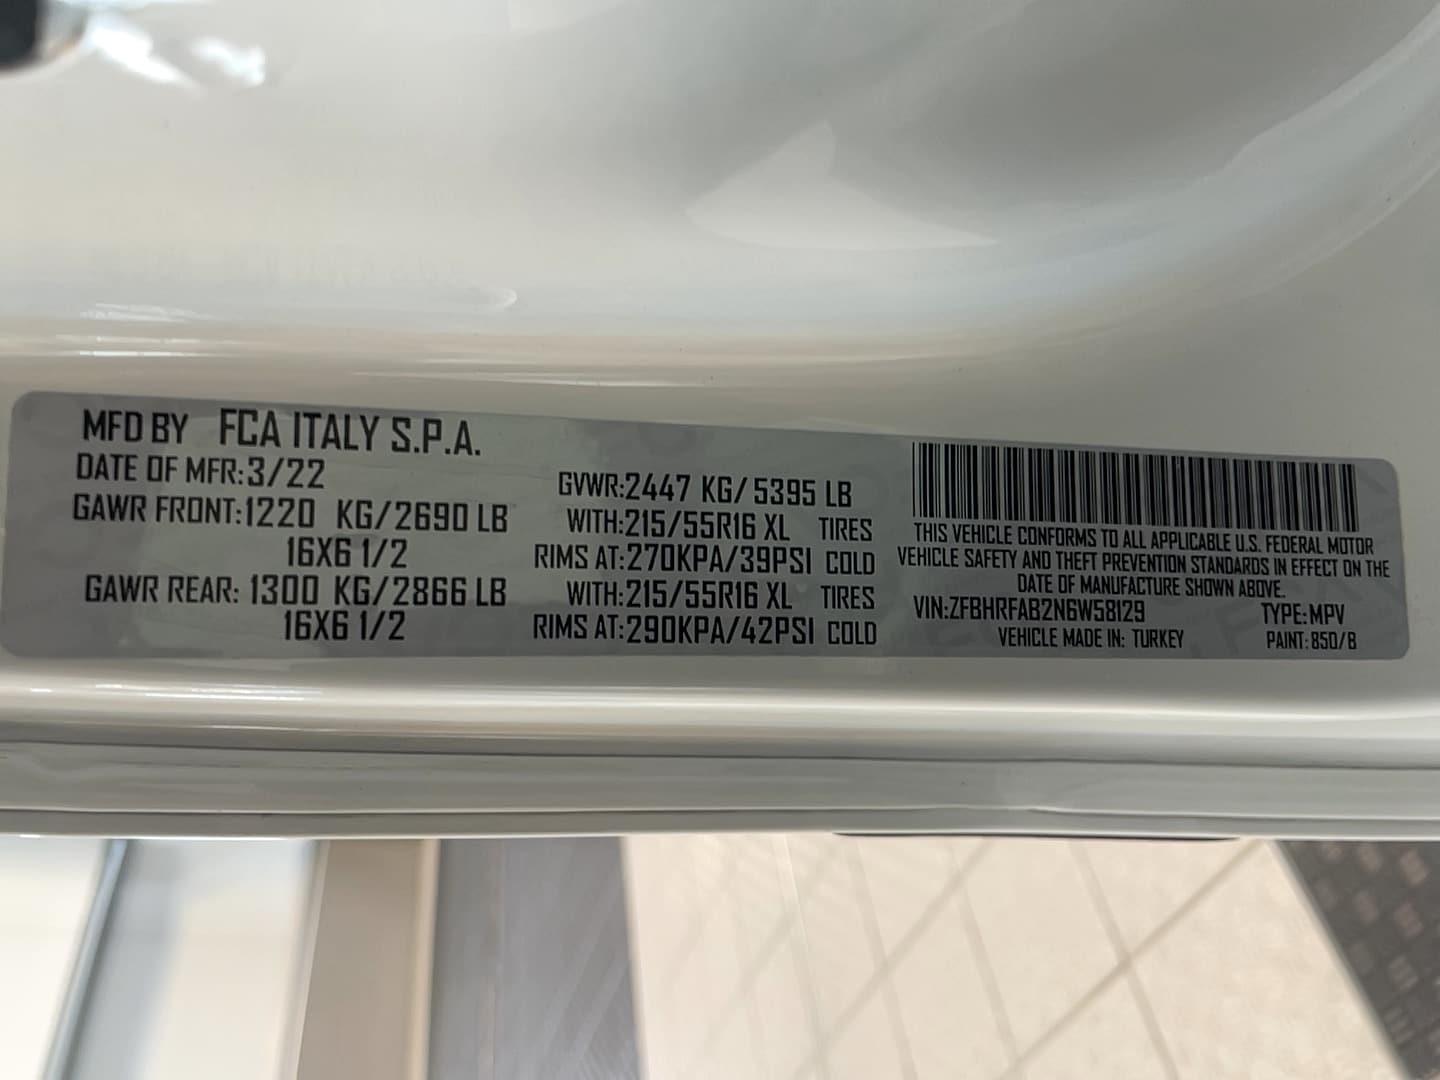 MFD BY FCA ITALY S.P.A.
DATE OF MFR:3/22
GAWR FRONT:1220 KG/2690 LB
16X6 1/2
GAWR REAR: 1300 KG/2866 LB
16X6 1/2
GVWR:2447 KG/5395 LB
WITH:215/55R16 XL TIRES
RIMS AT:270KPA/39PSI COLD
WITH:215/55R16 XL TIRES
RIMS AT:290KPA/42PSI COLD
THIS VEHICLE CONFORMS TO ALL APPLICABLE U.S. FEDERAL MOTOR
VEHICLE SAFETY AND THEFT PREVENTION STANDARDS IN EFFECT ON THE
DATE OF MANUFACTURE SHOWN ABOVE.
VIN:ZFBHRFAB2N6W58129 TYPE:MPV
VEHICLE MADE IN: TURKEY PAINT:850/B